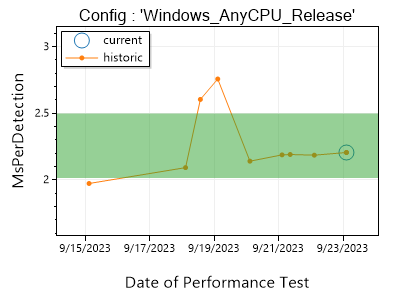 Config : 'Windows_AnyCPU_Release'
current
historic
3
2.5
2
MsPerDetection
9/15/2023
9/17/2023
9/19/2023
9/21/2023
9/23/2023
Date of Performance Test